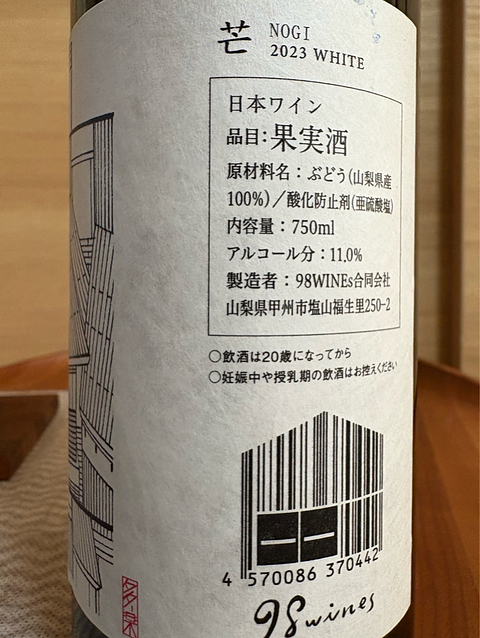 芒 NOGI
2023 WHITE
日本ワイン
品目:果実酒
原材料名：ぶどう(山梨県産
100%)／酸化防止剤(亜硫酸塩)
内容量：750ml
アルコール分：11.0%
製造者：98WINEs合同会社
山梨県甲州市塩山福生里250-2
○飲酒は20歳になってから
○妊娠中や授乳期の飲酒はお控えください
4 570086 370442
98wines